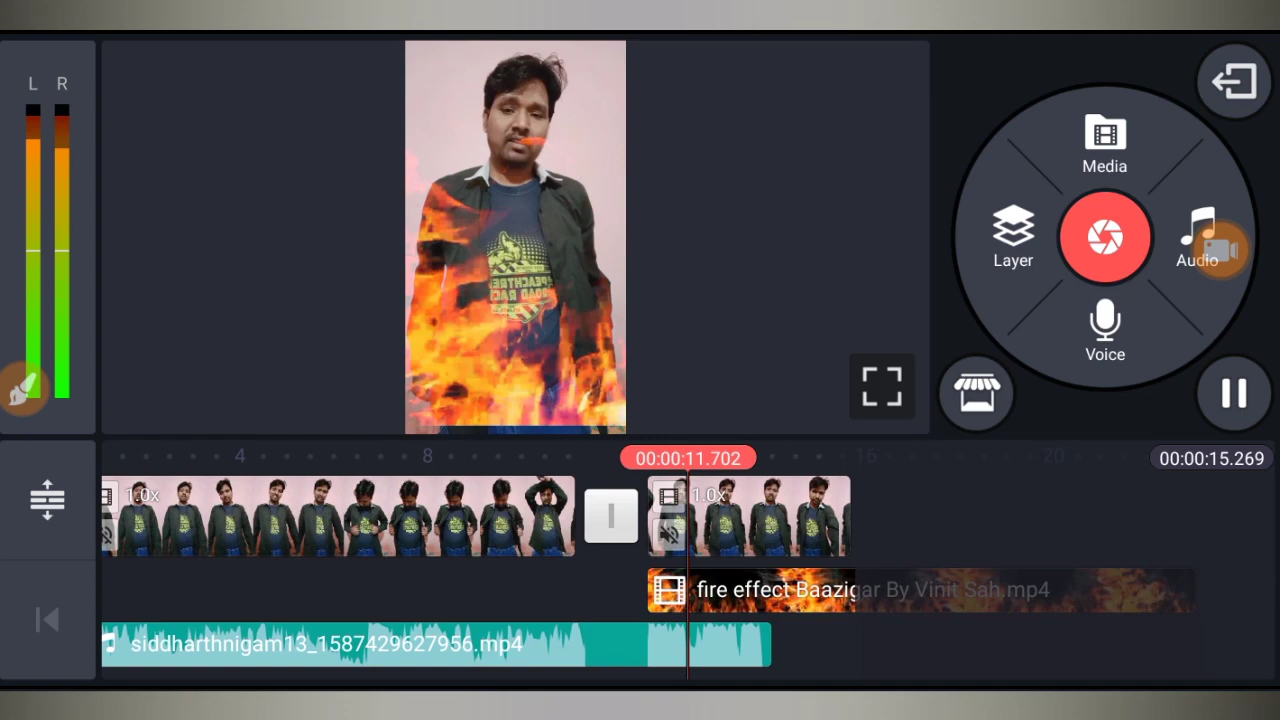 L R
Media
Layer
Audio
Voice
4
8
00:00:11.702
16
20
00:00:15.269
1.0x
1.0x
fire effect Baazigar By Vinit Sah.mp4
siddharthnigam13_1587429627956.mp4